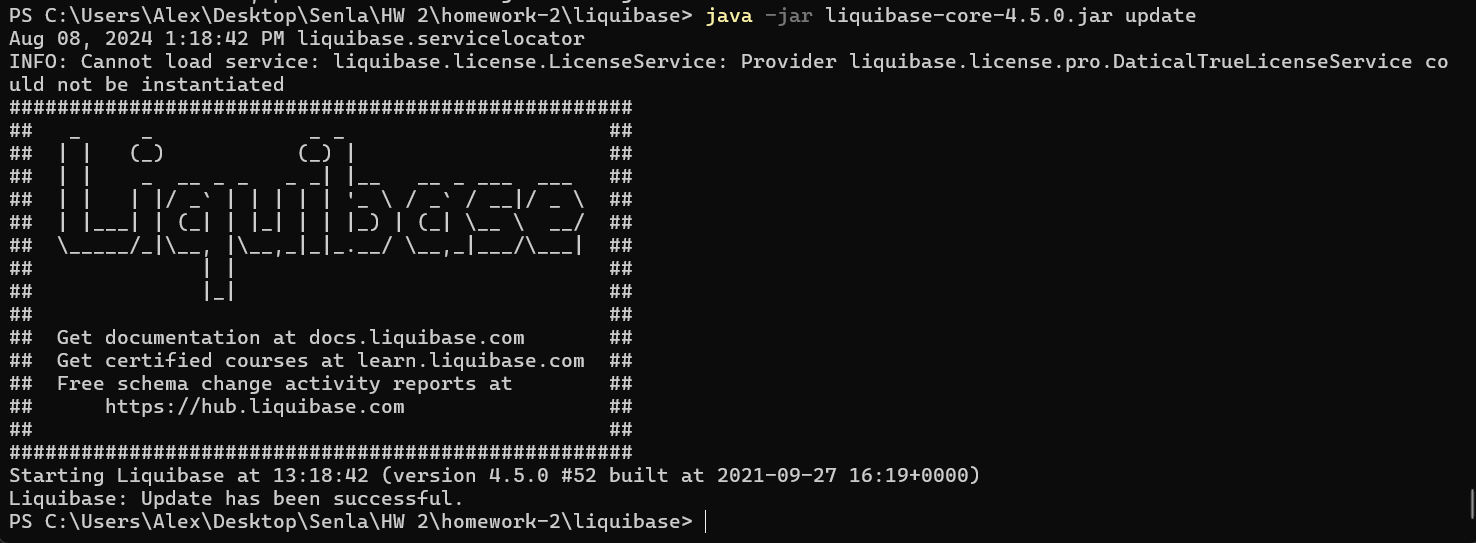 PS C:\Users\Alex\Desktop\Senla\HW 2\homework-2\liquibase> java -jar liquibase-core-4.5.0.jar update
Aug 08, 2024 1:18:42 PM liquibase.servicelocator
INFO: Cannot load service: liquibase.license.LicenseService: Provider liquibase.license.pro.DaticalTrueLicenseService co
uld not be instantiated
####################################################
##   _     _             _ _                      ##
##  | |   (_)           (_) |                     ##
##  | |    _  __ _ _   _ _| |__   __ _ ___  ___   ##
##  | |   | |/ _` | | | | | '_ \ / _` / __|/ _ \  ##
##  | |___| | (_| | |_| | | |_) | (_| \__ \  __/  ##
##  \_____/_|\__, |\__,_|_|_.__/ \__,_|___/\___|  ##
##              | |                               ##
##              |_|                               ##
##                                                ##
##  Get documentation at docs.liquibase.com       ##
##  Get certified courses at learn.liquibase.com  ##
##  Free schema change activity reports at        ##
##      https://hub.liquibase.com                 ##
##                                                ##
####################################################
Starting Liquibase at 13:18:42 (version 4.5.0 #52 built at 2021-09-27 16:19+0000)
Liquibase: Update has been successful.
PS C:\Users\Alex\Desktop\Senla\HW 2\homework-2\liquibase>